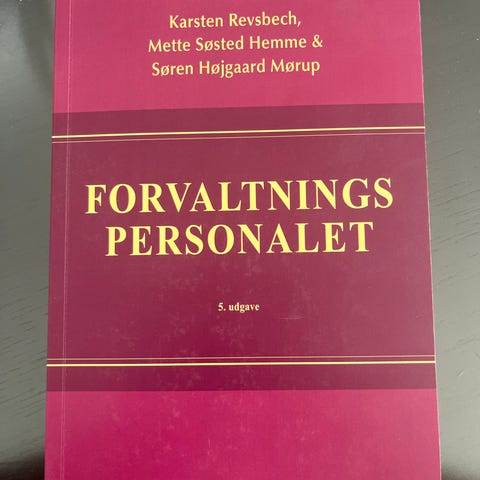 Karsten Revsbech,
Mette Søsted Hemme &
Søren Højgaard Mørup
FORVALTNINGS
PERSONALET
5. udgave